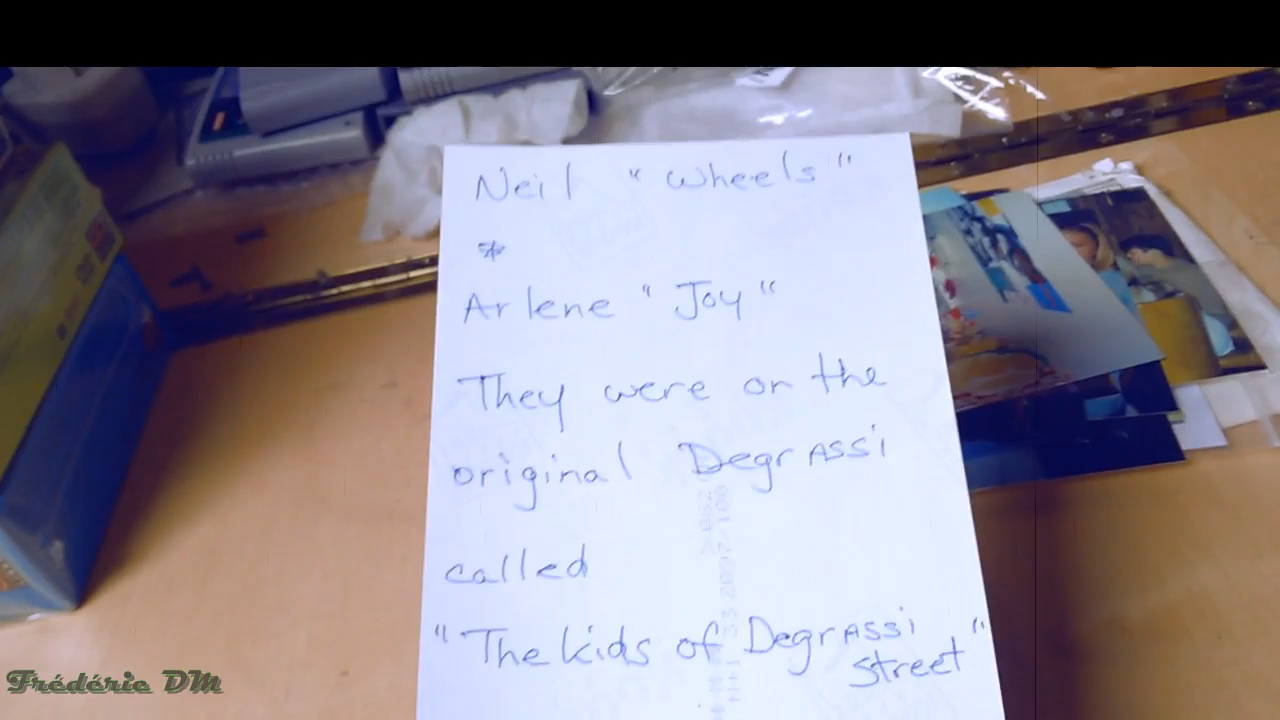 Neil "Wheels"
*
Arlene "Joy"
They were on the
original Degrassi
called
"The kids of Degrassi
Street"
Frédéric DM